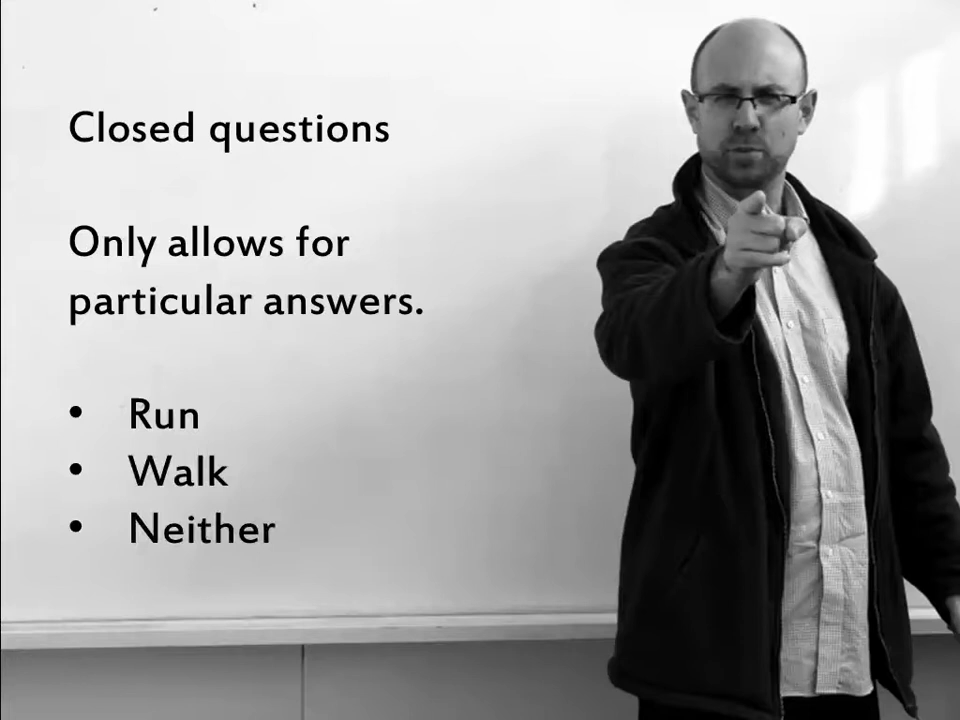 Closed questions
Only allows for
particular answers.
• Run
• Walk
• Neither